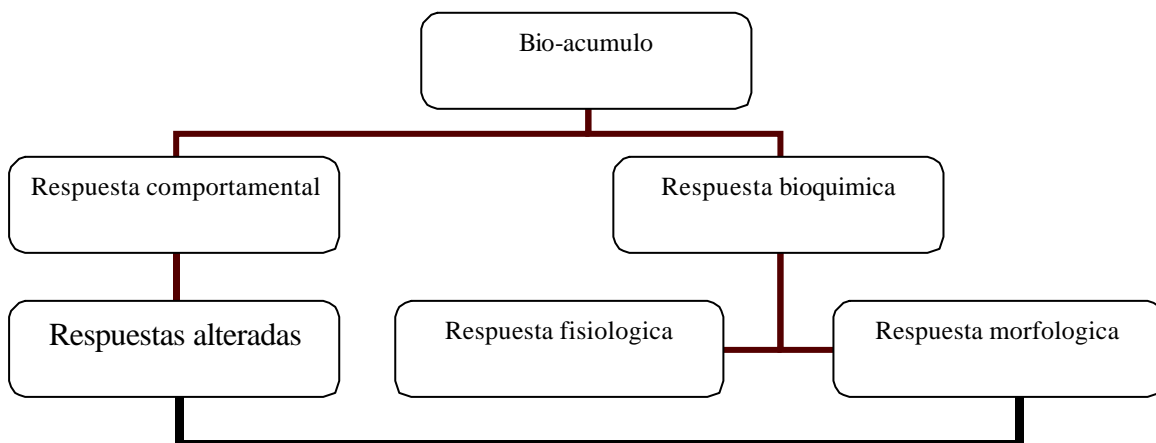 Bio-acumulo
Respuesta comportamental
Respuesta bioquimica
Respuestas alteradas
Respuesta fisiologica
Respuesta morfologica